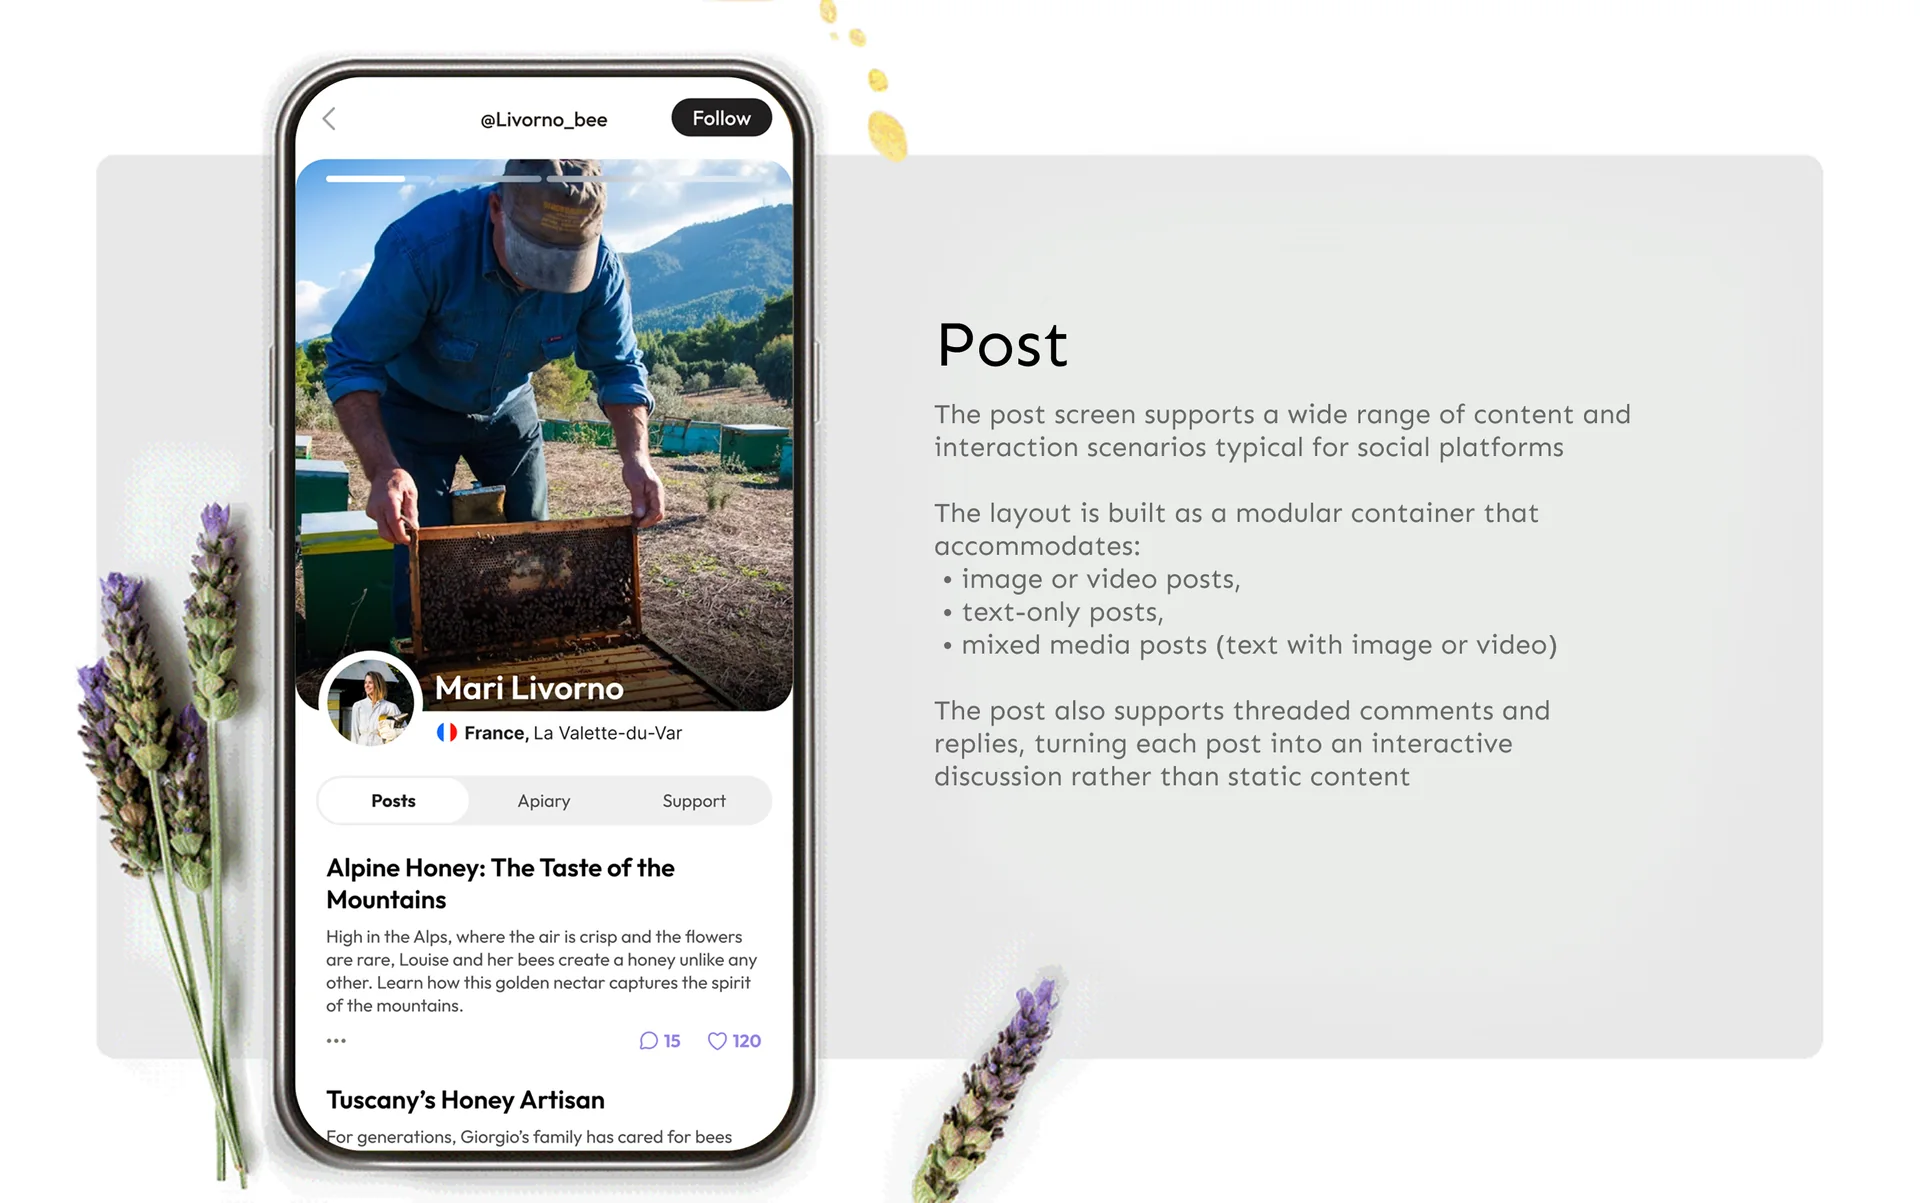 @Livorno_bee
Follow
Mari Livorno
France, La Valette-du-Var
Posts
Apiary
Support
Alpine Honey: The Taste of the
Mountains
High in the Alps, where the air is crisp and the flowers
are rare, Louise and her bees create a honey unlike any
other. Learn how this golden nectar captures the spirit
of the mountains.
•••
15
120
Tuscany’s Honey Artisan
For generations, Giorgio’s family has cared for bees
Post
The post screen supports a wide range of content and
interaction scenarios typical for social platforms
The layout is built as a modular container that
accommodates:
• image or video posts,
• text-only posts,
• mixed media posts (text with image or video)
The post also supports threaded comments and
replies, turning each post into an interactive
discussion rather than static content